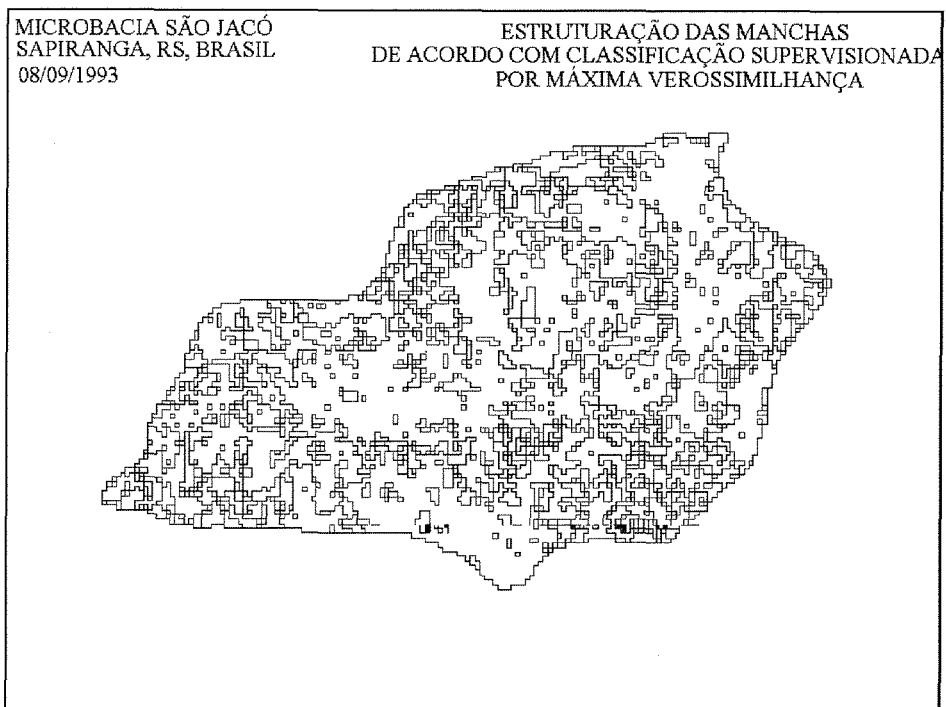 MICROBACIA SÃO JACÓ
SAPIRANGA, RS, BRASIL
08/09/1993
ESTRUTURAÇÃO DAS MANCHAS
DE ACORDO COM CLASSIFICAÇÃO SUPERVISIONADA
POR MÁXIMA VEROSSIMILHANÇA